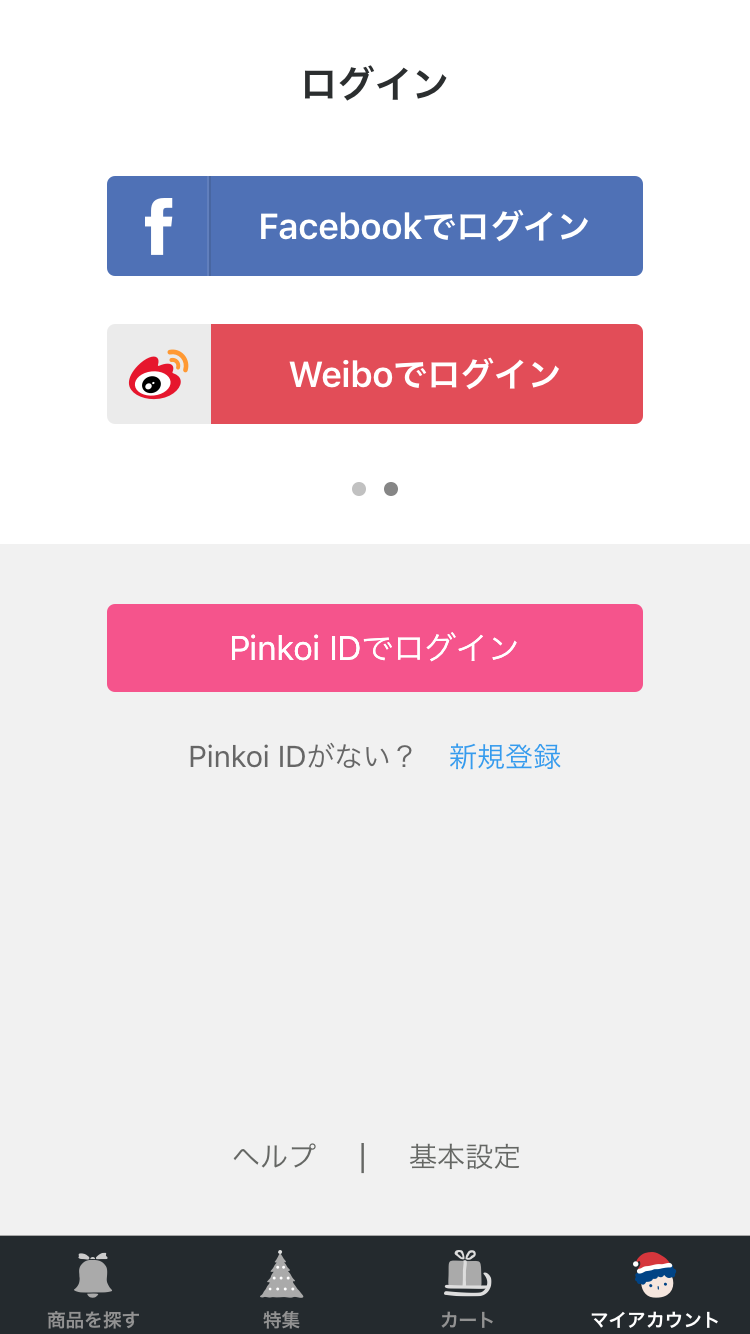 ログイン
Facebookでログイン
Weiboでログイン
Pinkoi IDでログイン
Pinkoi IDがない？ 新規登録
ヘルプ | 基本設定
商品を探す 特集 カート マイアカウント